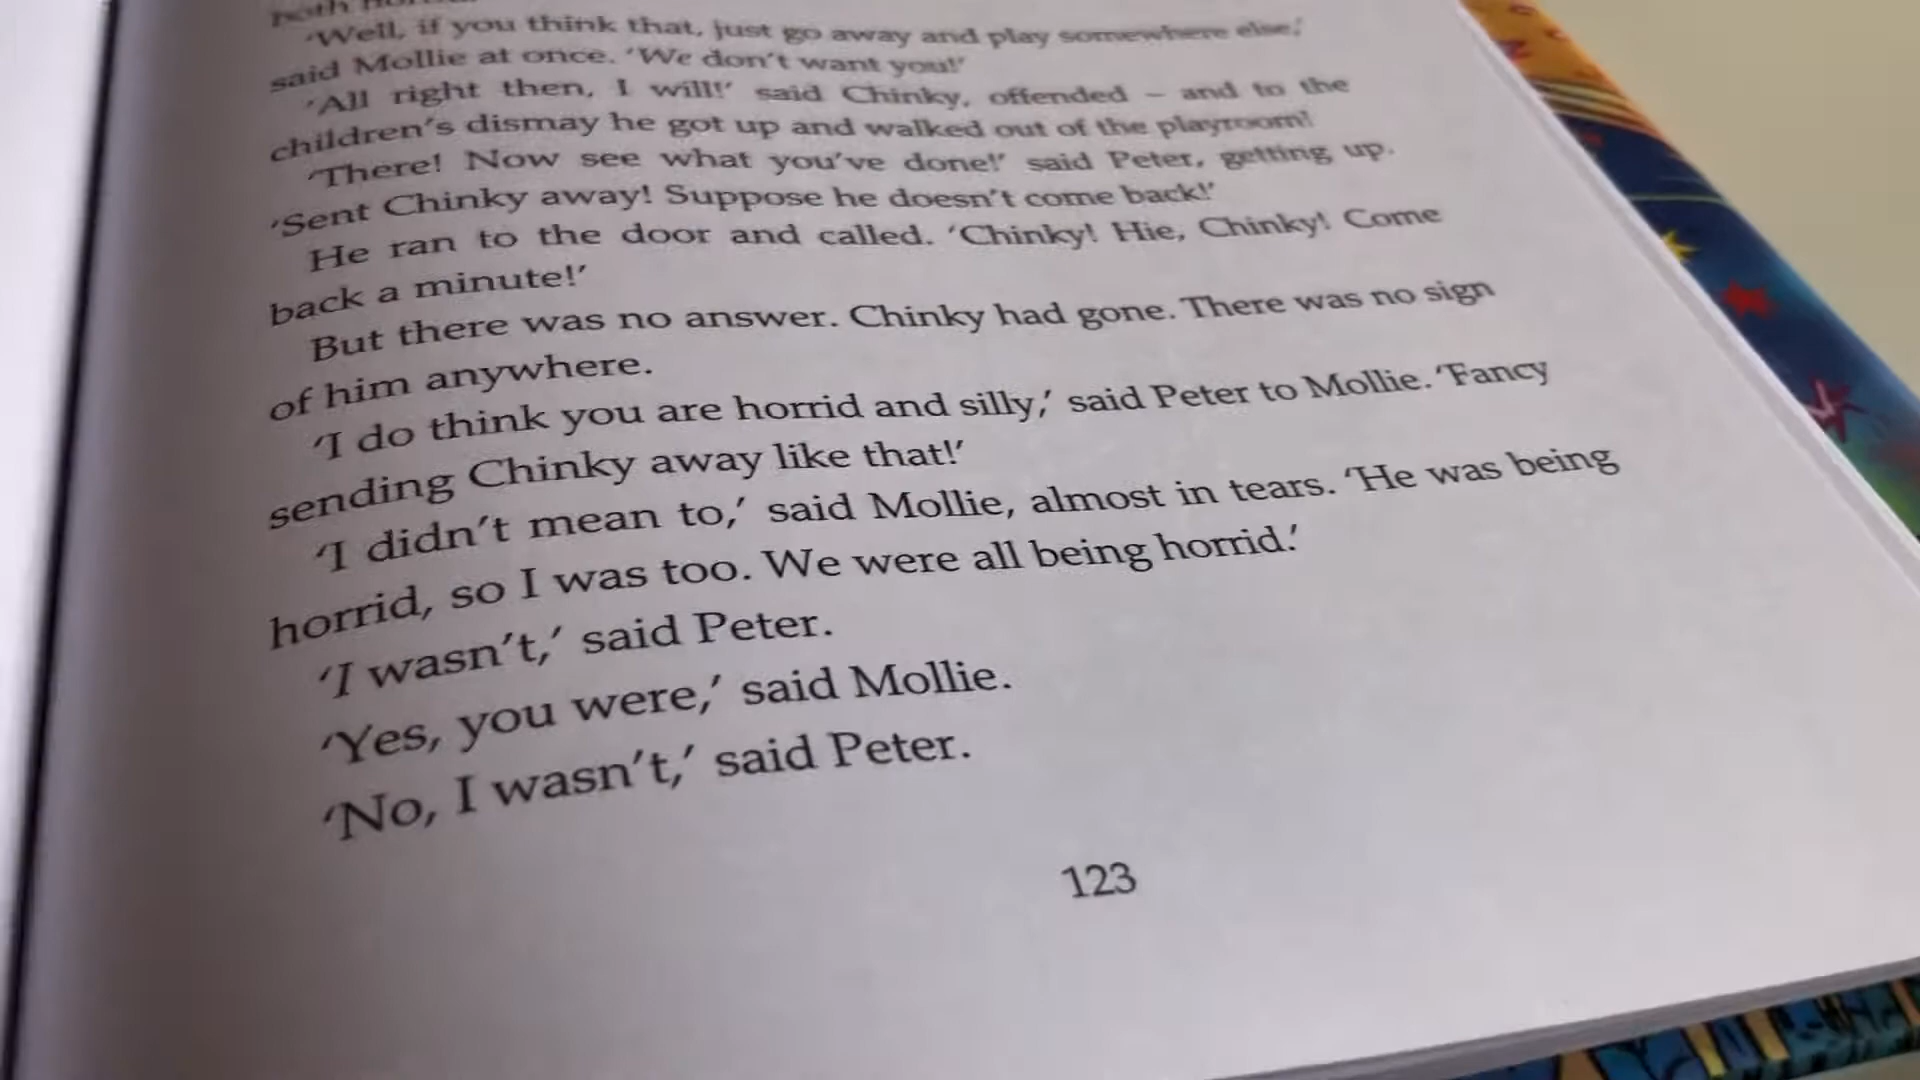 both
'Well, if you think that, just go away and play somewhere else,'
said Mollie at once. 'We don't want you!'
'All right then, I will!' said Chinky, offended – and to the
children's dismay he got up and walked out of the playroom!
'There! Now see what you've done!' said Peter, getting up.
'Sent Chinky away! Suppose he doesn't come back!'
He ran to the door and called. 'Chinky! Hie, Chinky! Come
back a minute!'
But there was no answer. Chinky had gone. There was no sign
of him anywhere.
'I do think you are horrid and silly,' said Peter to Mollie. 'Fancy
sending Chinky away like that!'
'I didn't mean to,' said Mollie, almost in tears. 'He was being
horrid, so I was too. We were all being horrid.'
'I wasn't,' said Peter.
'Yes, you were,' said Mollie.
'No, I wasn't,' said Peter.
123